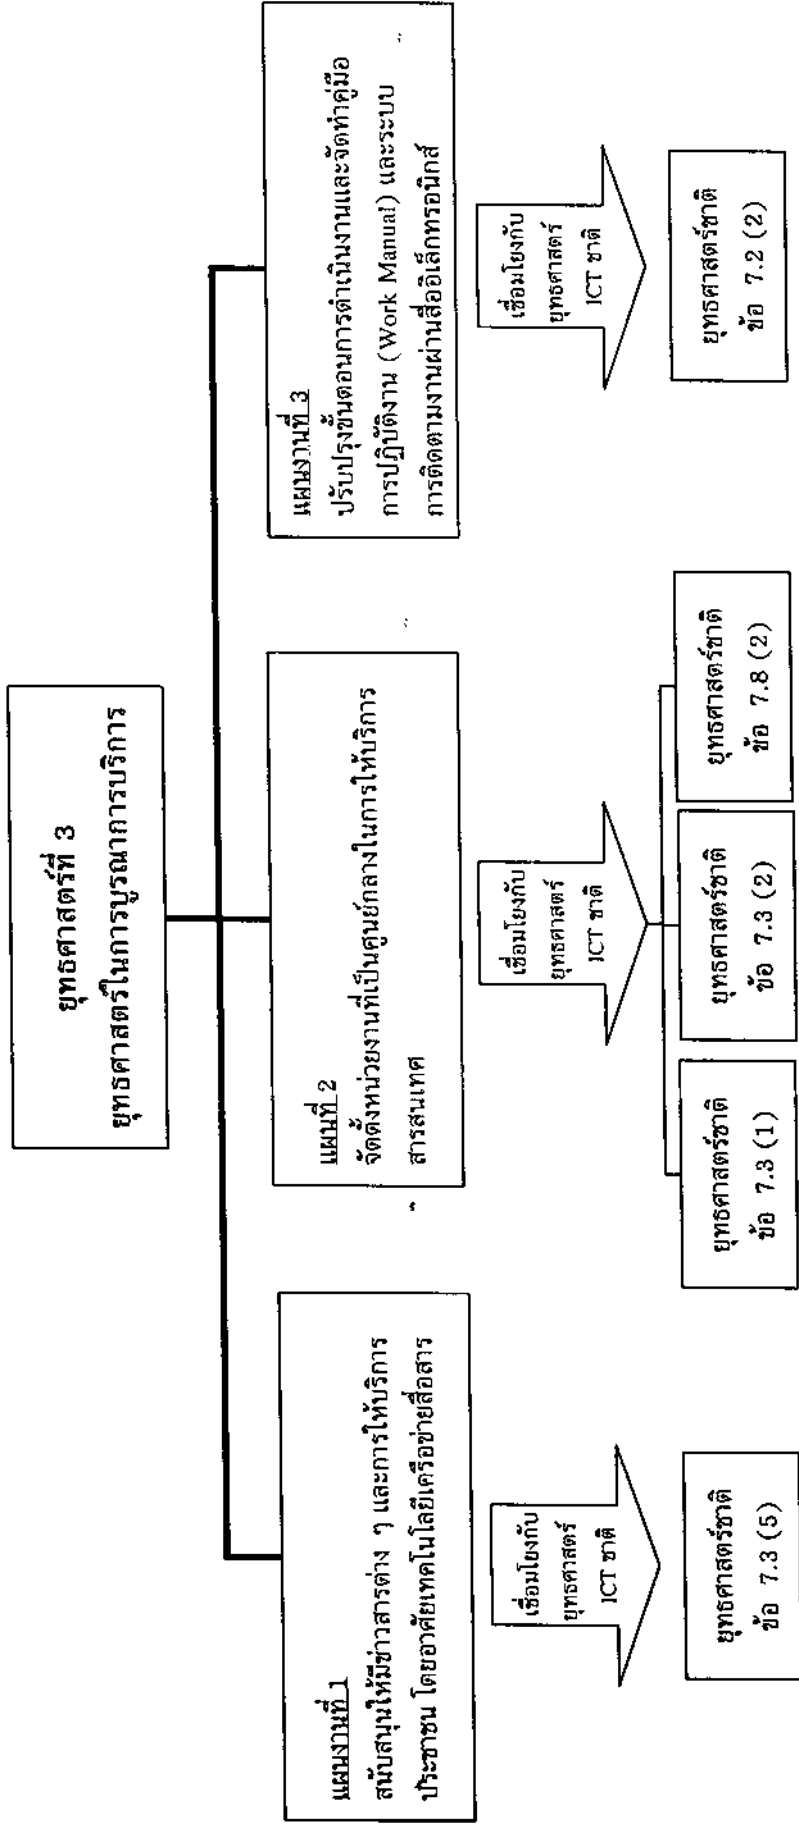 ยุทธศาสตร์ที่ 3
ยุทธศาสตร์ในการบูรณาการบริการ
แผนงานที่ 1
สนับสนุนให้มีข่าวสารต่าง ๆ และการให้บริการ
ประชาชน โดยอาศัยเทคโนโลยีเครือข่ายสื่อสาร
เชื่อมโยงกับ
ยุทธศาสตร์
ICT ชาติ
ยุทธศาสตร์ชาติ
ข้อ 7.3 (5)
แผนที่ 2
จัดตั้งหน่วยงานที่เป็นศูนย์กลางในการให้บริการ
สารสนเทศ
เชื่อมโยงกับ
ยุทธศาสตร์
ICT ชาติ
ยุทธศาสตร์ชาติ
ข้อ 7.3 (1)
ยุทธศาสตร์ชาติ
ข้อ 7.3 (2)
ยุทธศาสตร์ชาติ
ข้อ 7.8 (2)
แผนงานที่ 3
ปรับปรุงขั้นตอนการดำเนินงานและจัดทำคู่มือ
การปฏิบัติงาน (Work Manual) และระบบ
การติดตามงานผ่านสื่ออิเล็กทรอนิกส์
เชื่อมโยงกับ
ยุทธศาสตร์
ICT ชาติ
ยุทธศาสตร์ชาติ
ข้อ 7.2 (2)